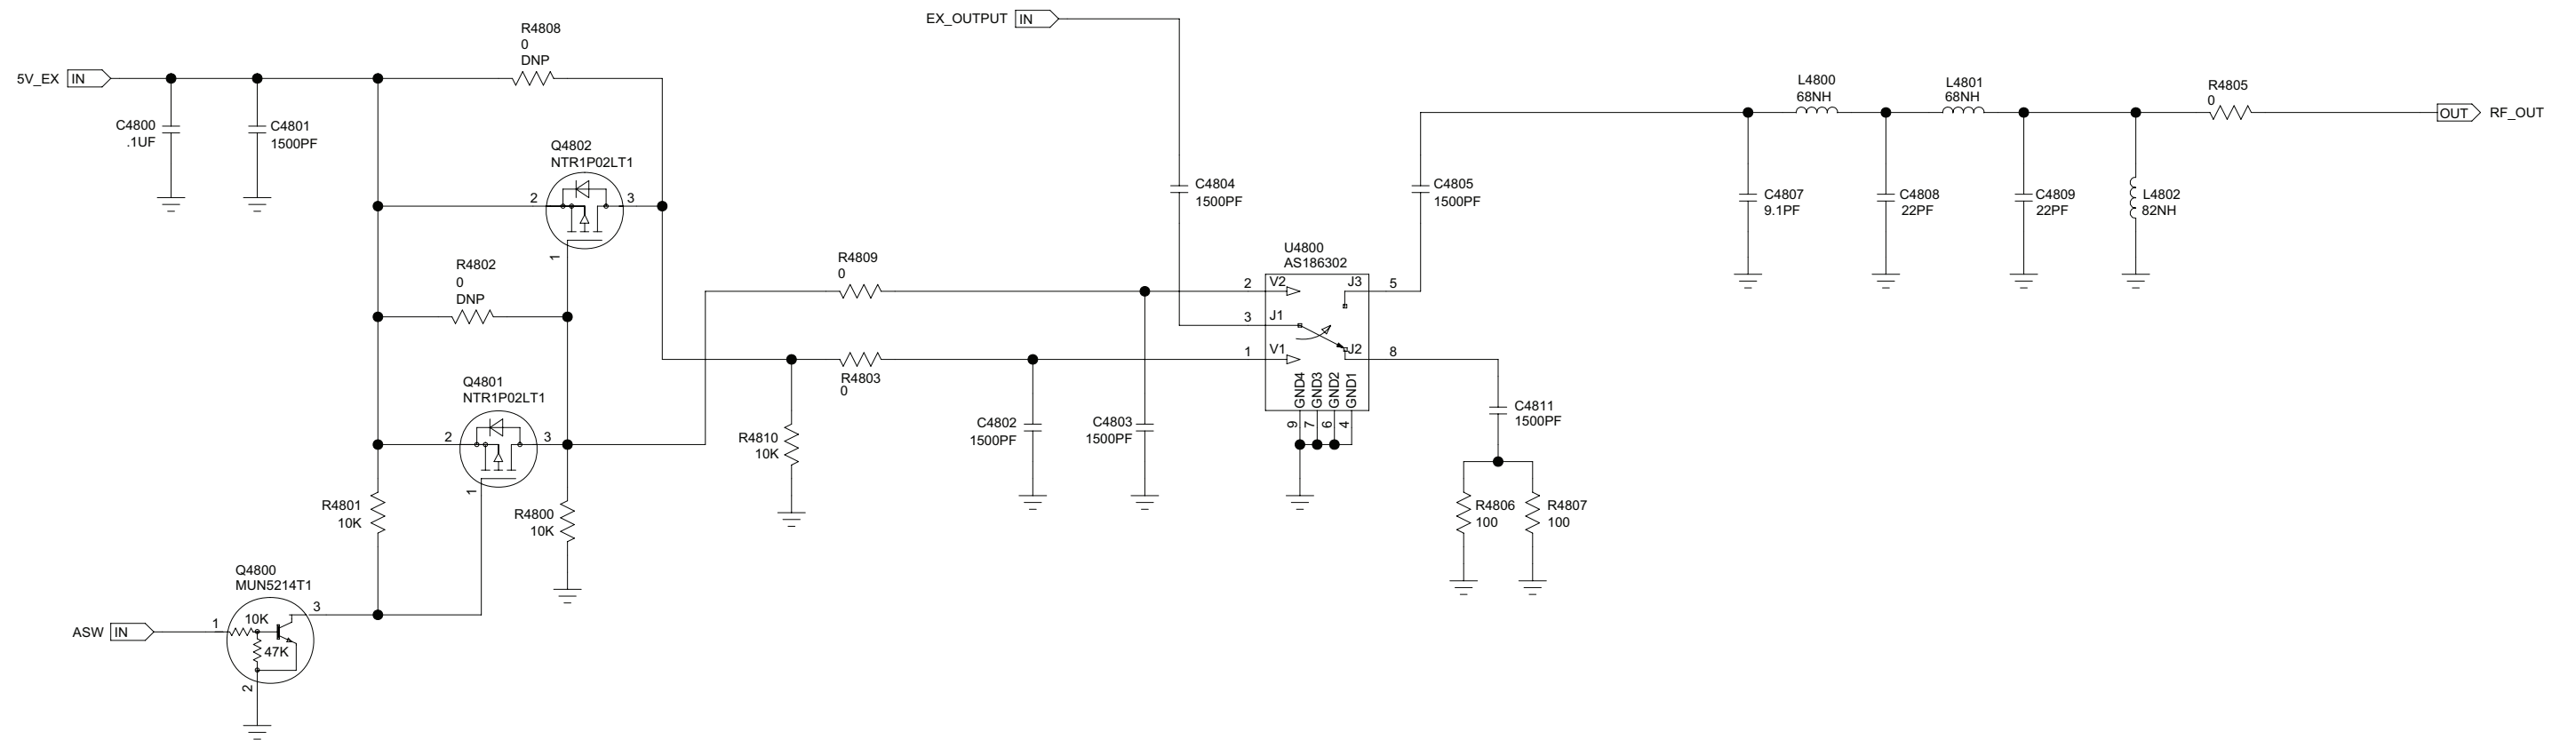 EX_OUTPUT IN
R4808
0
DNP
5V_EX IN
C4800
.1UF
C4801
1500PF
Q4802
NTR1P02LT1
2
3
1
R4802
0
DNP
Q4801
NTR1P02LT1
2
3
1
R4801
10K
R4800
10K
Q4800
MUN5214T1
ASW IN
1
10K
47K
3
2
R4809
0
R4803
0
R4810
10K
C4802
1500PF
C4803
1500PF
C4804
1500PF
U4800
AS186302
2
V2
J3
5
3
J1
1
V1
J2
8
GND4
GND3
GND2
GND1
9
7
6
4
C4805
1500PF
C4811
1500PF
R4806
100
R4807
100
L4800
68NH
L4801
68NH
R4805
0
OUT RF_OUT
C4807
9.1PF
C4808
22PF
C4809
22PF
L4802
82NH